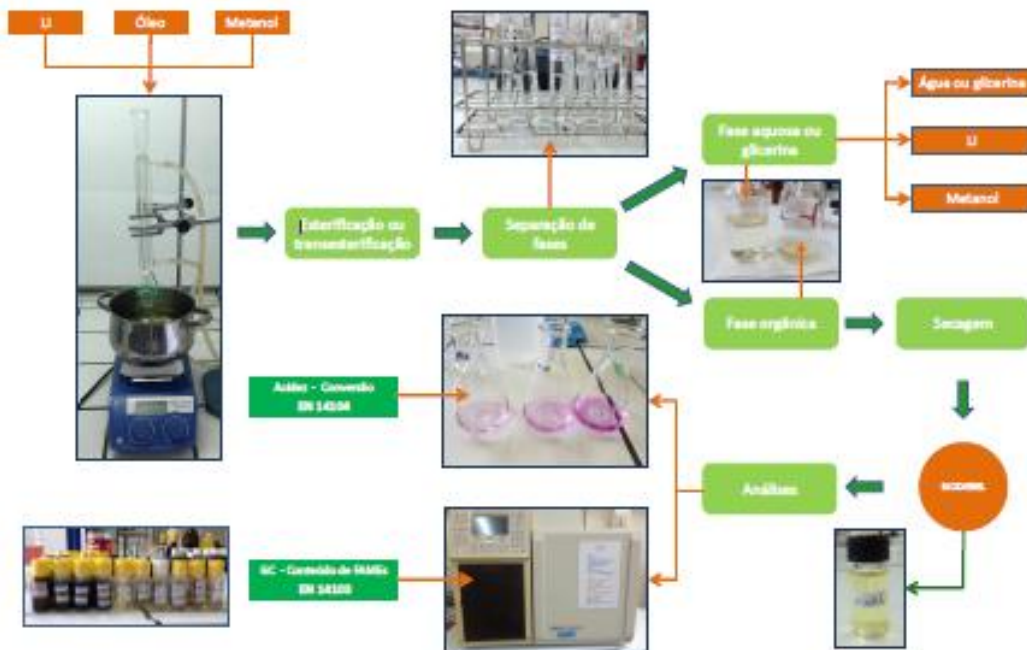 LI
Óleo
Metanol
Esterificação ou
transesterificação
Separação de
fases
Fase aquosa ou
glicerina
Água ou glicerina
LI
Metanol
Fase orgânica
Secagem
Acidez - Conversão
EN 14104
Análises
GC - Conteúdo de FAMEs
EN 14103